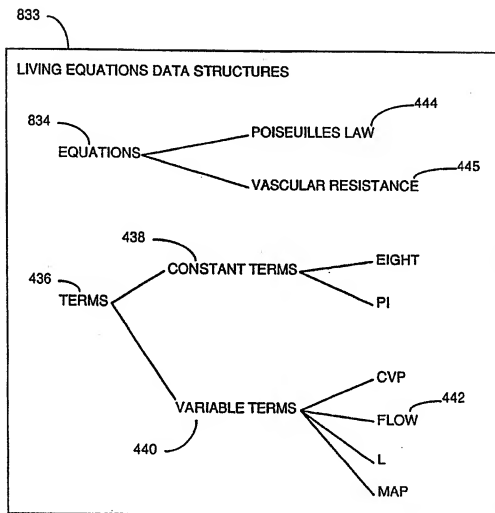 833
LIVING EQUATIONS DATA STRUCTURES
444
834
POISEUILLES LAW
EQUATIONS
445
VASCULAR RESISTANCE
438
EIGHT
436
CONSTANT TERMS
TERMS
PI
CVP
442
VARIABLE TERMS
FLOW
440
L
MAP